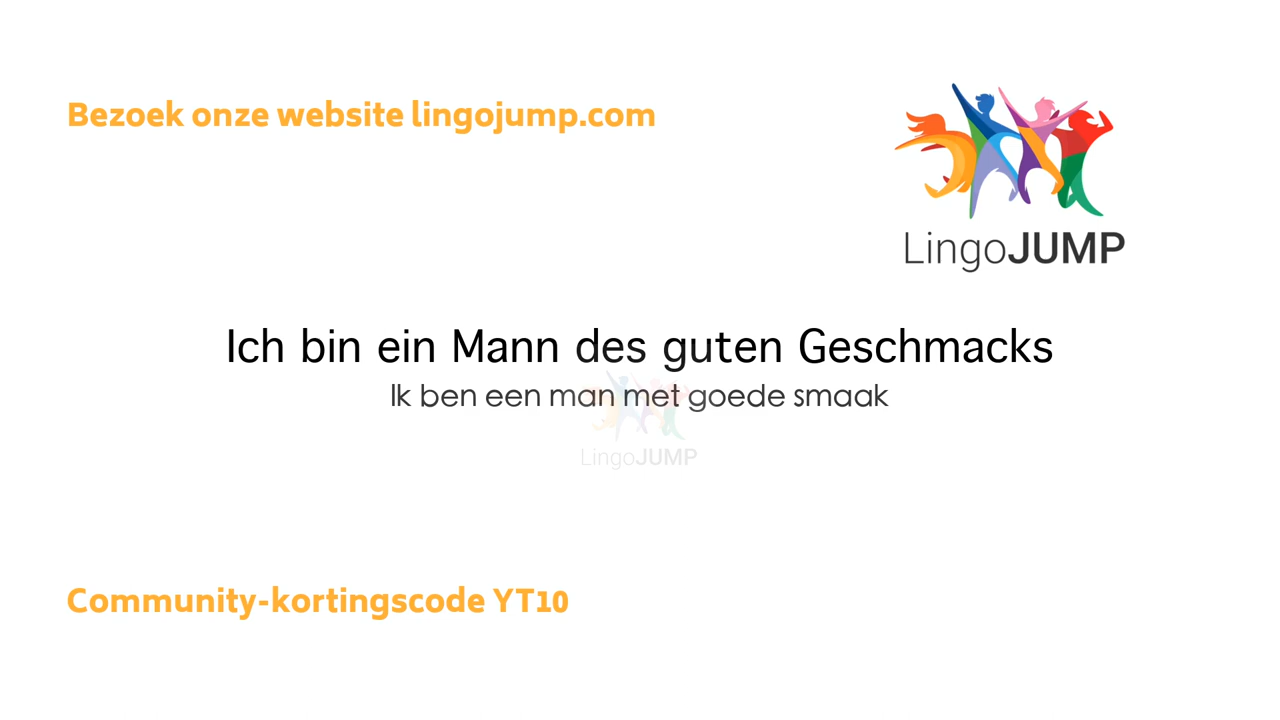 Bezoek onze website lingojump.com
LingoJUMP
Ich bin ein Mann des guten Geschmacks
Ik ben een man met goede smaak
LingoJUMP
Community-kortingscode YT10